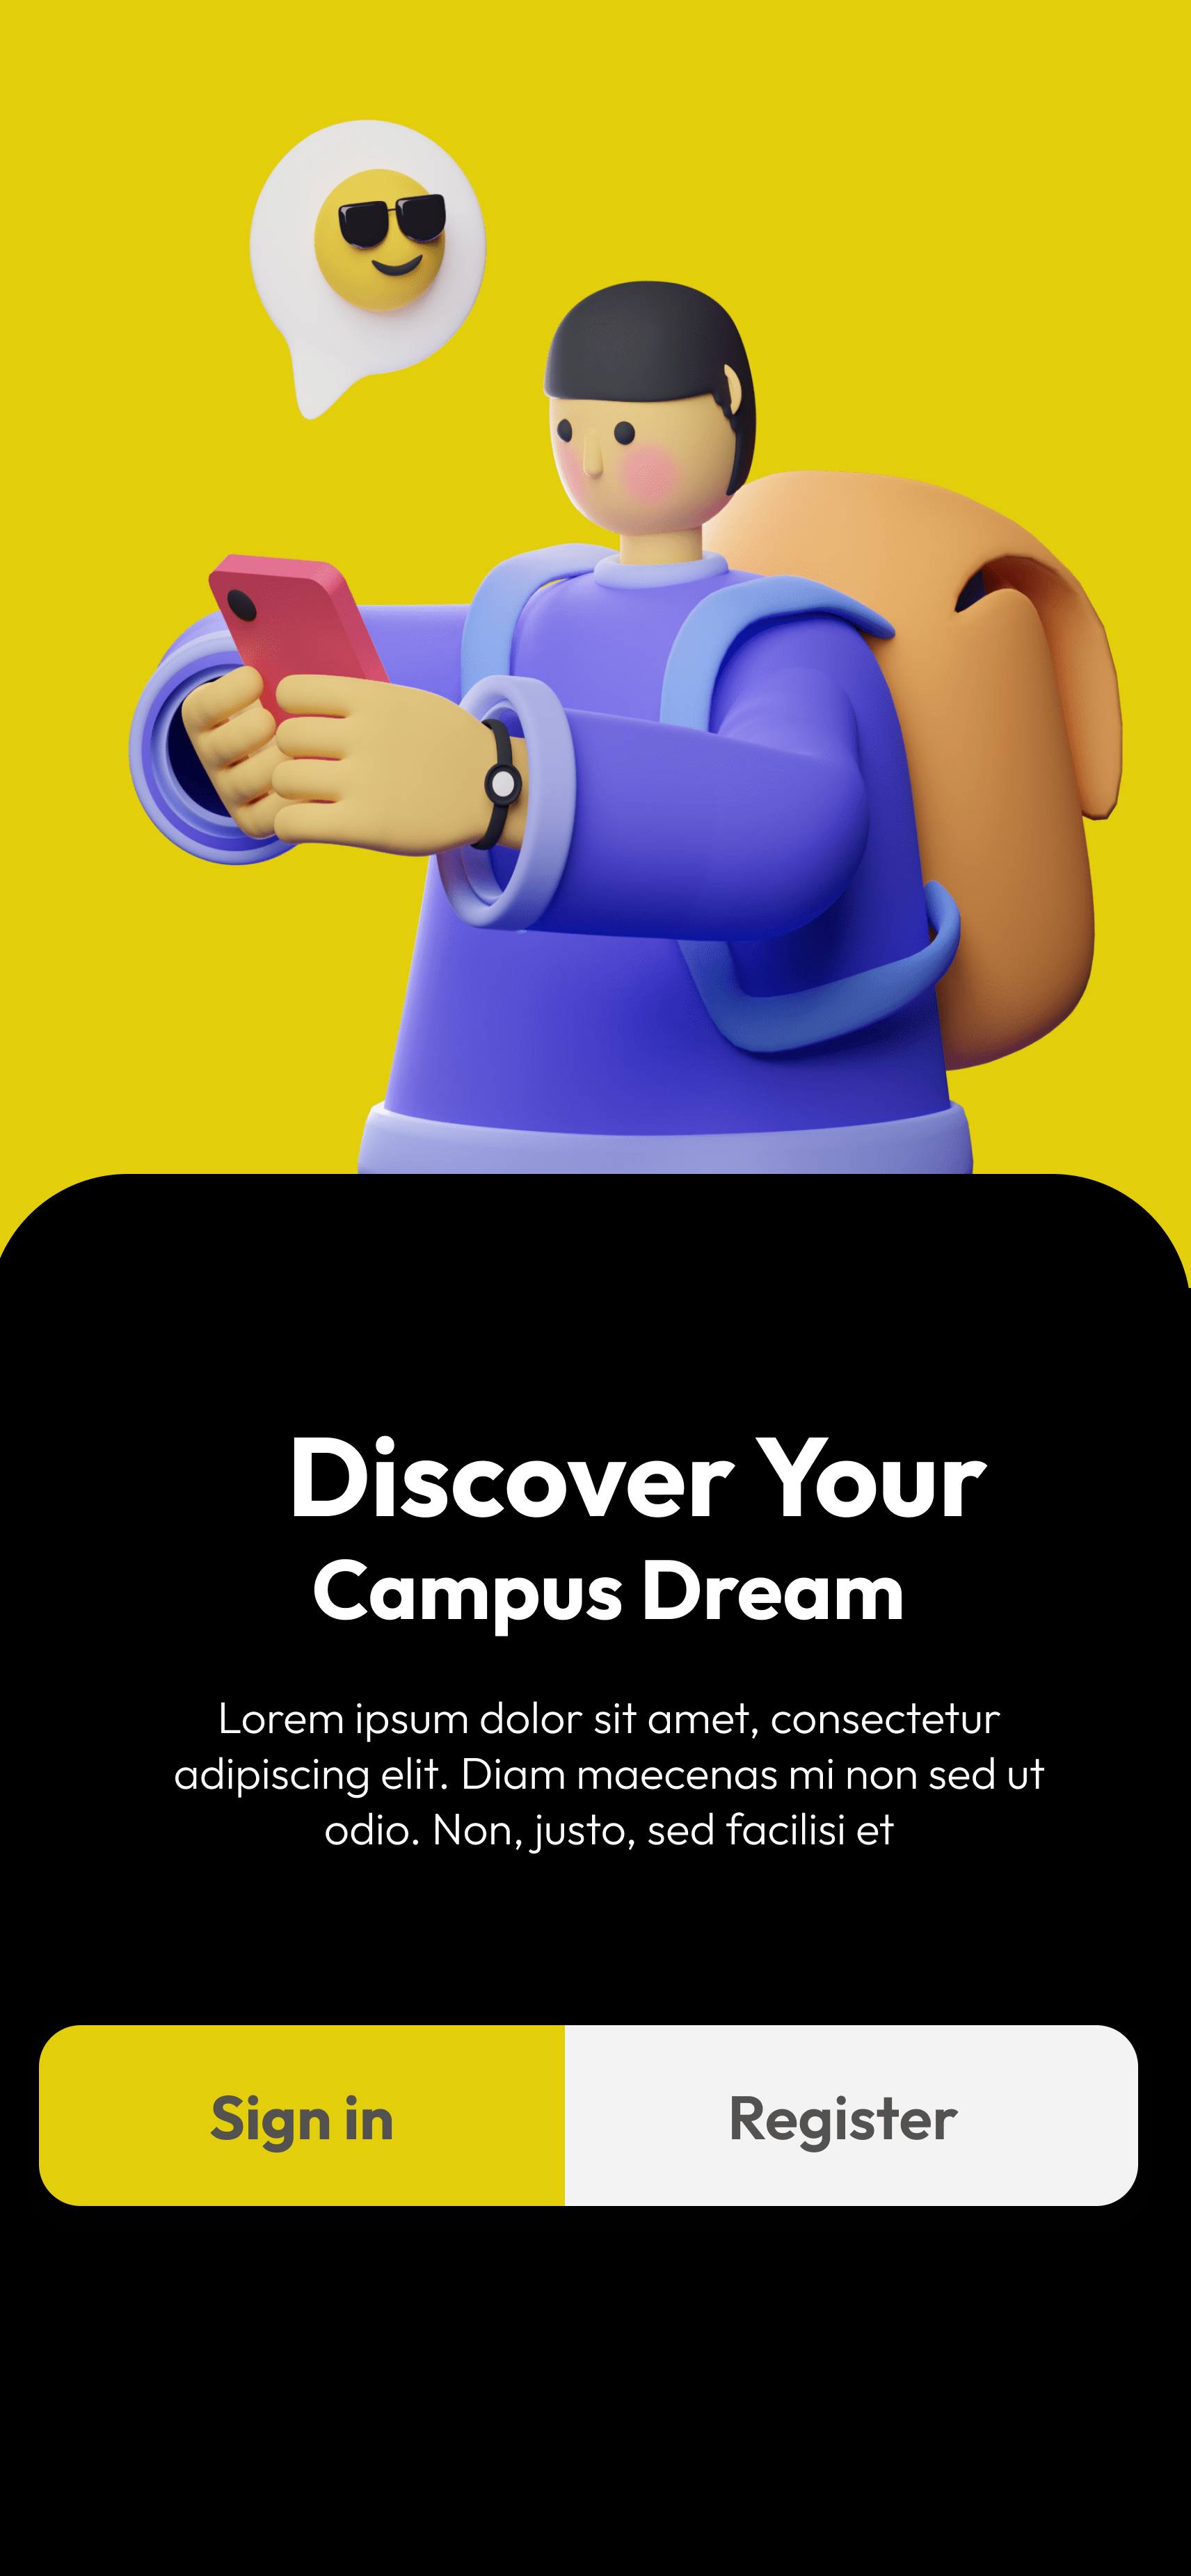 Discover Your
Campus Dream
Lorem ipsum dolor sit amet, consectetur
adipiscing elit. Diam maecenas mi non sed ut
odio. Non, justo, sed facilisi et
Sign in
Register